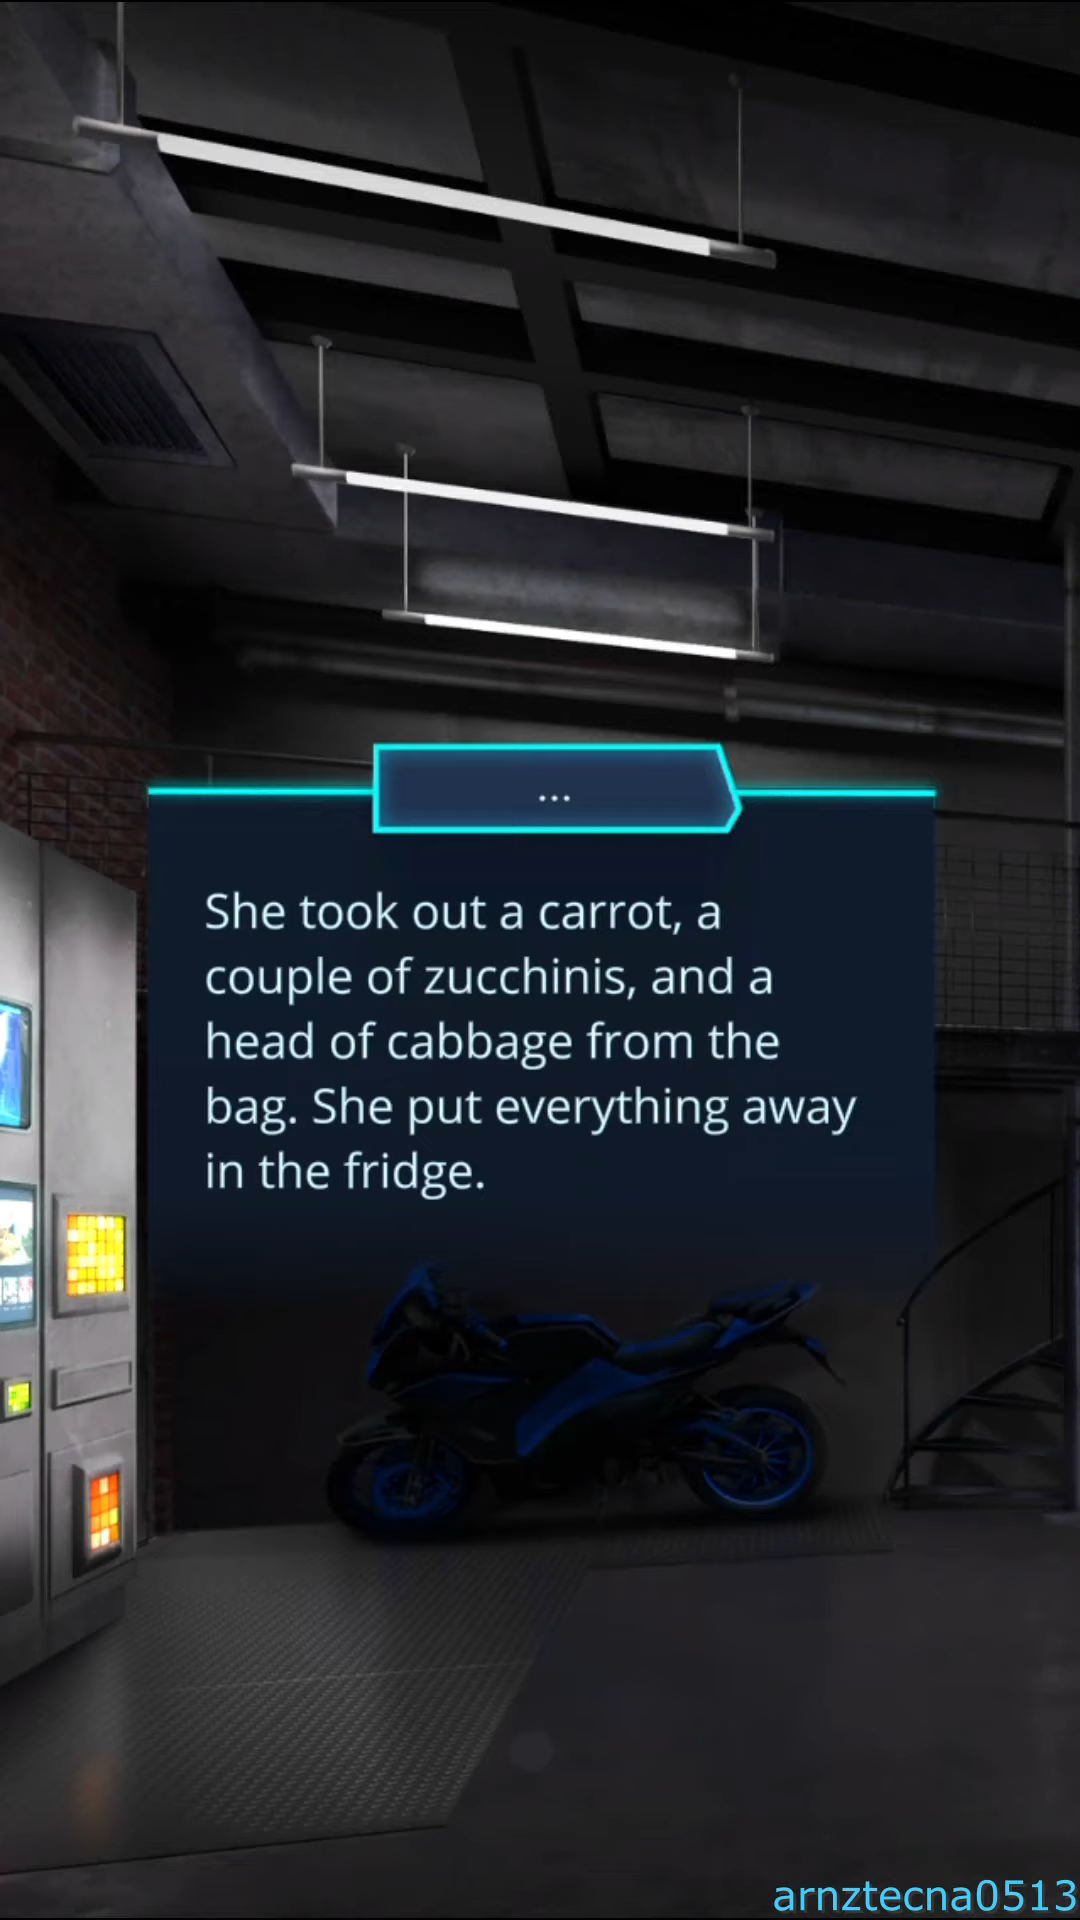 ...
She took out a carrot, a
couple of zucchinis, and a
head of cabbage from the
bag. She put everything away
in the fridge.
arnztecna0513